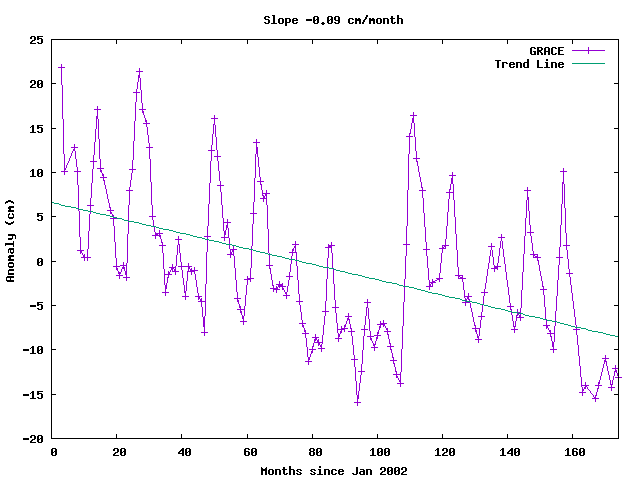 Slope -0.09 cm/month
GRACE
Trend Line
25
20
15
10
5
0
-5
-10
-15
-20
Anomaly (cm)
0 20 40 60 80 100 120 140 160
Months since Jan 2002